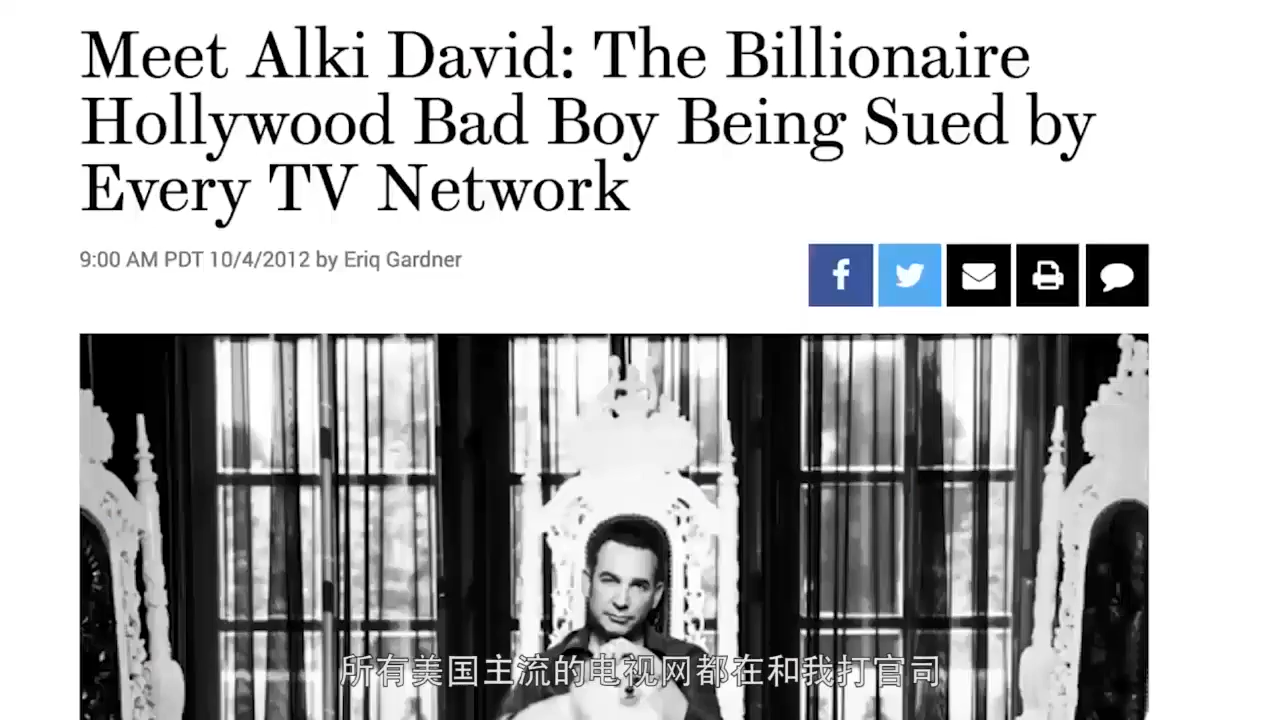 Meet Alki David: The Billionaire
Hollywood Bad Boy Being Sued by
Every TV Network
9:00 AM PDT 10/4/2012 by Eriq Gardner
所有美国主流的电视网都在和我打官司